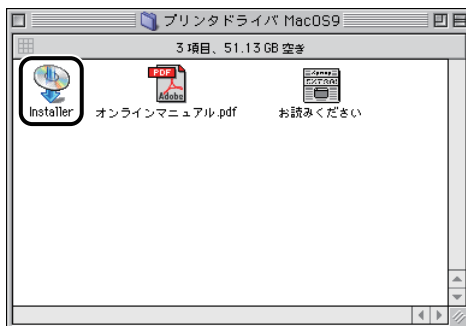 プリンタドライバ MacOS9
3項目、51.13 GB 空き
Installer
PDF
Adobe
オンラインマニュアル.pdf
お読みください